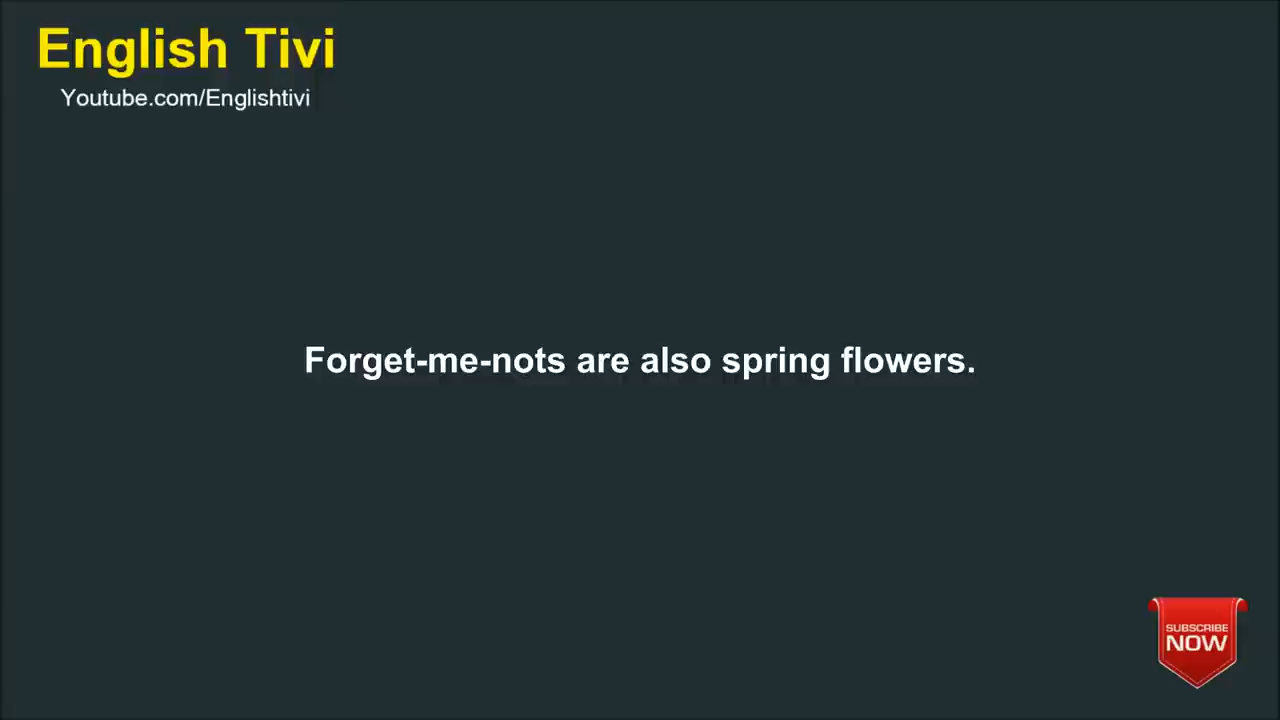 English Tivi
Youtube.com/Englishtivi
Forget-me-nots are also spring flowers.
SUBSCRIBE
NOW